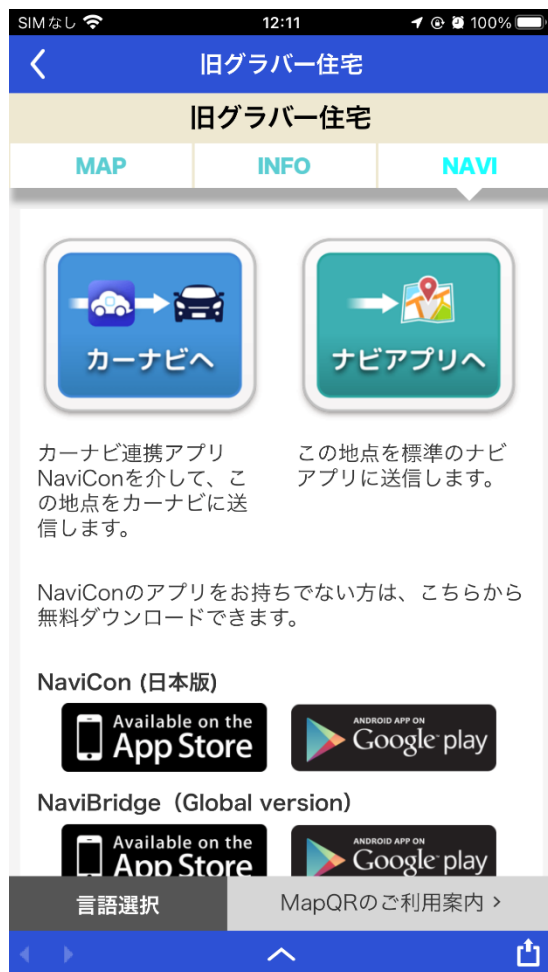 SIMなし 12:11 100%
旧グラバー住宅
旧グラバー住宅
MAP INFO NAVI
カーナビへ ナビアプリへ
カーナビ連携アプリ
NaviConを介して、こ
の地点をカーナビに送
信します。
この地点を標準のナビ
アプリに送信します。
NaviConのアプリをお持ちでない方は、こちらから
無料ダウンロードできます。
NaviCon (日本版)
Available on the
App Store
ANDROID APP ON
Google play
NaviBridge（Global version）
Available on the
App Store
ANDROID APP ON
Google play
言語選択 MapQRのご利用案内 >